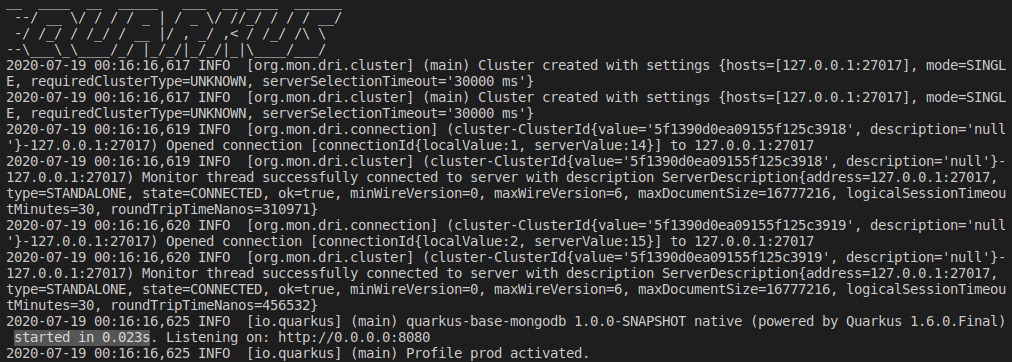 __  ____  __  _____   ___  __ ____  ______
 --/ __ \/ / / / _ | / _ \/ //_/ / / / __/
 -/ /_/ / /_/ / __ |/ , _/ ,< / /_/ /\ \
--\___\_\____/_/ |_/_/|_/_/|_|\____/___/
2020-07-19 00:16:16,617 INFO  [org.mon.dri.cluster] (main) Cluster created with settings {hosts=[127.0.0.1:27017], mode=SINGL
E, requiredClusterType=UNKNOWN, serverSelectionTimeout='30000 ms'}
2020-07-19 00:16:16,617 INFO  [org.mon.dri.cluster] (main) Cluster created with settings {hosts=[127.0.0.1:27017], mode=SINGL
E, requiredClusterType=UNKNOWN, serverSelectionTimeout='30000 ms'}
2020-07-19 00:16:16,619 INFO  [org.mon.dri.connection] (cluster-ClusterId{value='5f1390d0ea09155f125c3918', description='null
'}-127.0.0.1:27017) Opened connection [connectionId{localValue:1, serverValue:14}] to 127.0.0.1:27017
2020-07-19 00:16:16,619 INFO  [org.mon.dri.cluster] (cluster-ClusterId{value='5f1390d0ea09155f125c3918', description='null'}-
127.0.0.1:27017) Monitor thread successfully connected to server with description ServerDescription{address=127.0.0.1:27017,
type=STANDALONE, state=CONNECTED, ok=true, minWireVersion=0, maxWireVersion=6, maxDocumentSize=16777216, logicalSessionTimeou
tMinutes=30, roundTripTimeNanos=310971}
2020-07-19 00:16:16,620 INFO  [org.mon.dri.connection] (cluster-ClusterId{value='5f1390d0ea09155f125c3919', description='null
'}-127.0.0.1:27017) Opened connection [connectionId{localValue:2, serverValue:15}] to 127.0.0.1:27017
2020-07-19 00:16:16,620 INFO  [org.mon.dri.cluster] (cluster-ClusterId{value='5f1390d0ea09155f125c3919', description='null'}-
127.0.0.1:27017) Monitor thread successfully connected to server with description ServerDescription{address=127.0.0.1:27017,
type=STANDALONE, state=CONNECTED, ok=true, minWireVersion=0, maxWireVersion=6, maxDocumentSize=16777216, logicalSessionTimeou
tMinutes=30, roundTripTimeNanos=456532}
2020-07-19 00:16:16,625 INFO  [io.quarkus] (main) quarkus-base-mongodb 1.0.0-SNAPSHOT native (powered by Quarkus 1.6.0.Final)
 started in 0.023s. Listening on: http://0.0.0.0:8080
2020-07-19 00:16:16,625 INFO  [io.quarkus] (main) Profile prod activated.